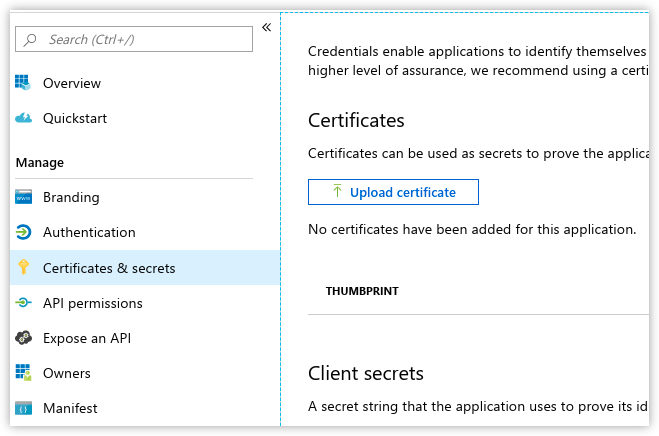 Search (Ctrl+/)
«
Overview
Quickstart
Manage
Branding
Authentication
Certificates & secrets
API permissions
Expose an API
Owners
Manifest
Credentials enable applications to identify themselves
higher level of assurance, we recommend using a certi
Certificates
Certificates can be used as secrets to prove the applica
Upload certificate
No certificates have been added for this application.
THUMBPRINT
Client secrets
A secret string that the application uses to prove its id